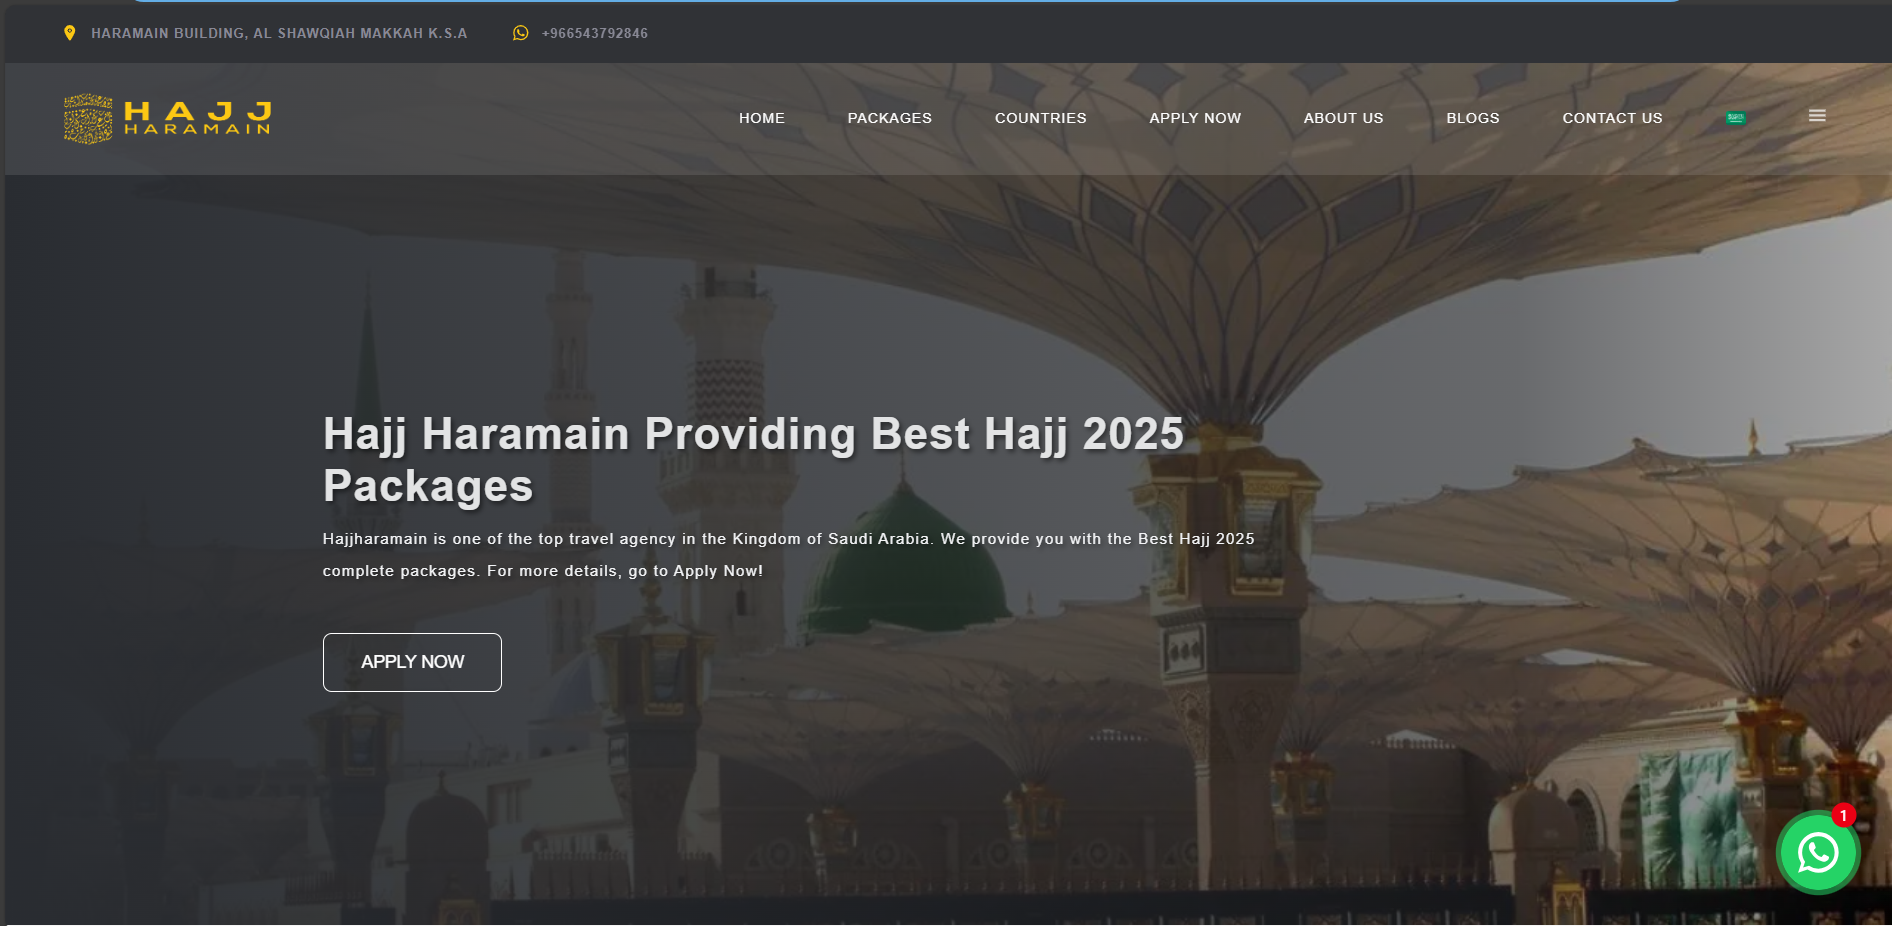 HARAMAIN BUILDING, AL SHAWQIAH MAKKAH K.S.A
+966543792846
HAJJ
HARAMAIN
HOME
PACKAGES
COUNTRIES
APPLY NOW
ABOUT US
BLOGS
CONTACT US
Hajj Haramain Providing Best Hajj 2025
Packages
Hajjharamain is one of the top travel agency in the Kingdom of Saudi Arabia. We provide you with the Best Hajj 2025
complete packages. For more details, go to Apply Now!
APPLY NOW
1